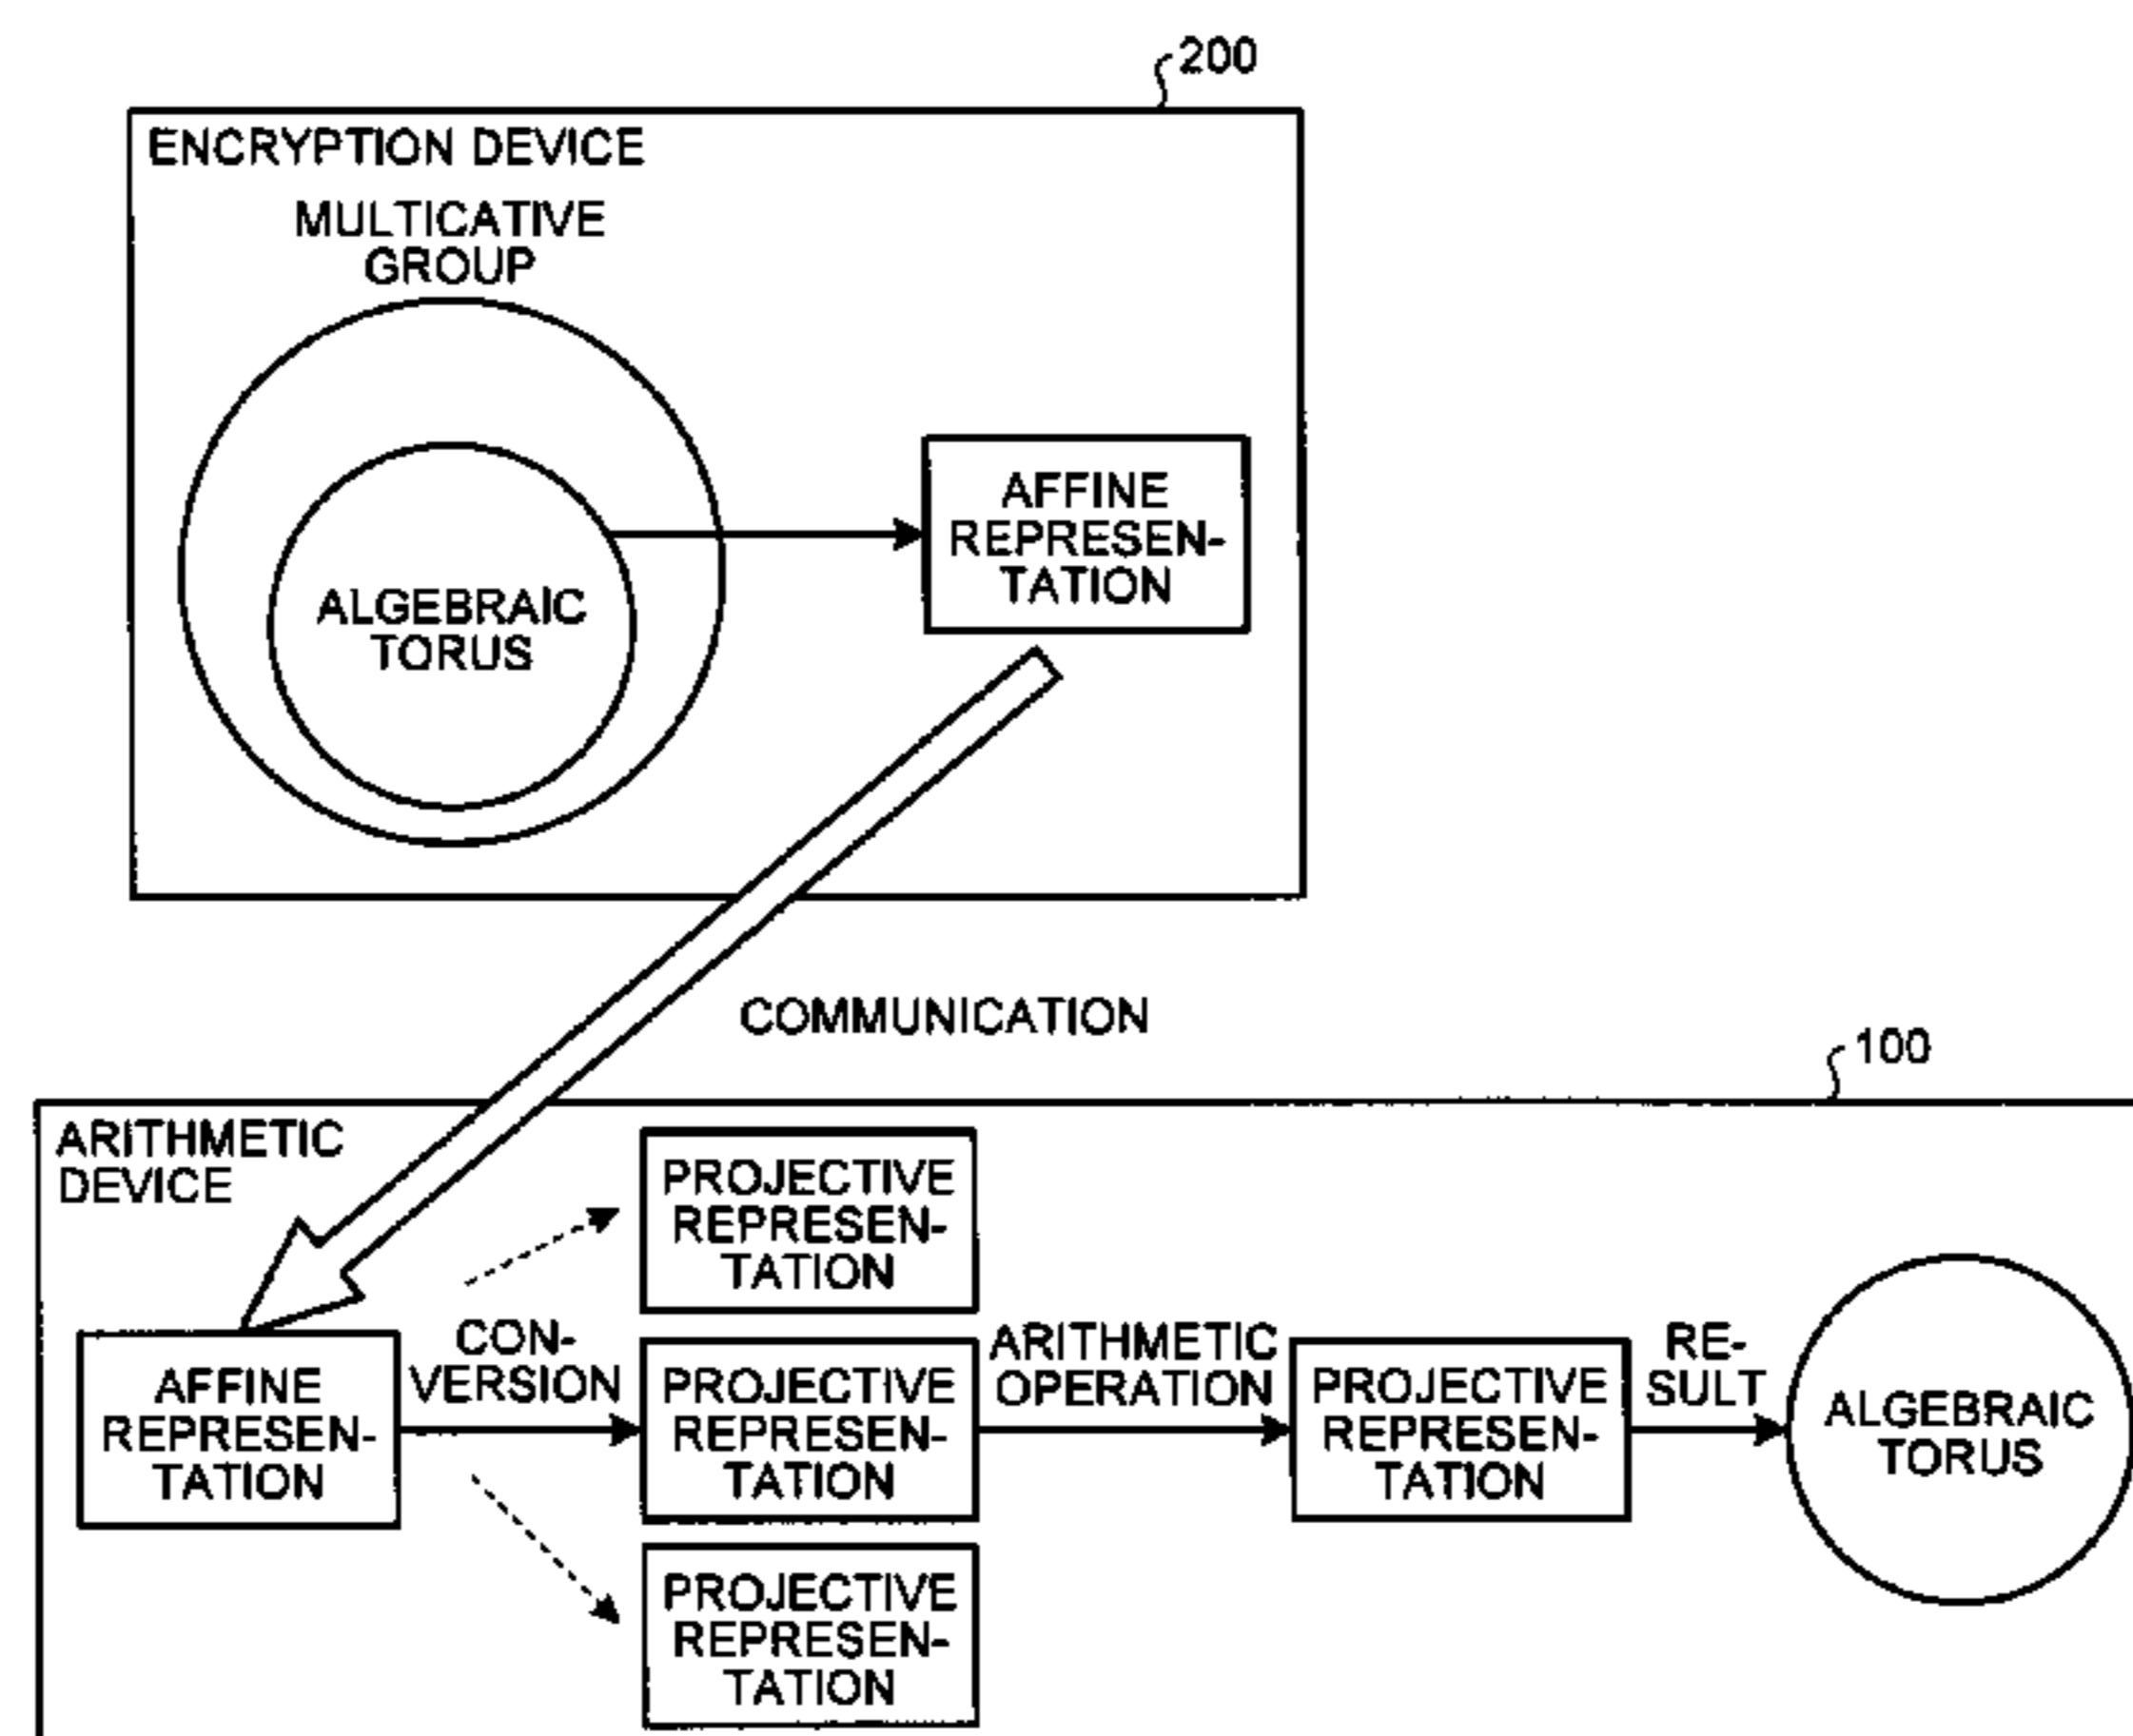 200
ENCRYPTION DEVICE
MULTICATIVE
GROUP
ALGEBRAIC
TORUS
AFFINE
REPRESEN-
TATION
COMMUNICATION
100
ARITHMETIC
DEVICE
AFFINE
REPRESEN-
TATION
CON-
VERSION
PROJECTIVE
REPRESEN-
TATION
PROJECTIVE
REPRESEN-
TATION
PROJECTIVE
REPRESEN-
TATION
ARITHMETIC
OPERATION
PROJECTIVE
REPRESEN-
TATION
RE-
SULT
ALGEBRAIC
TORUS